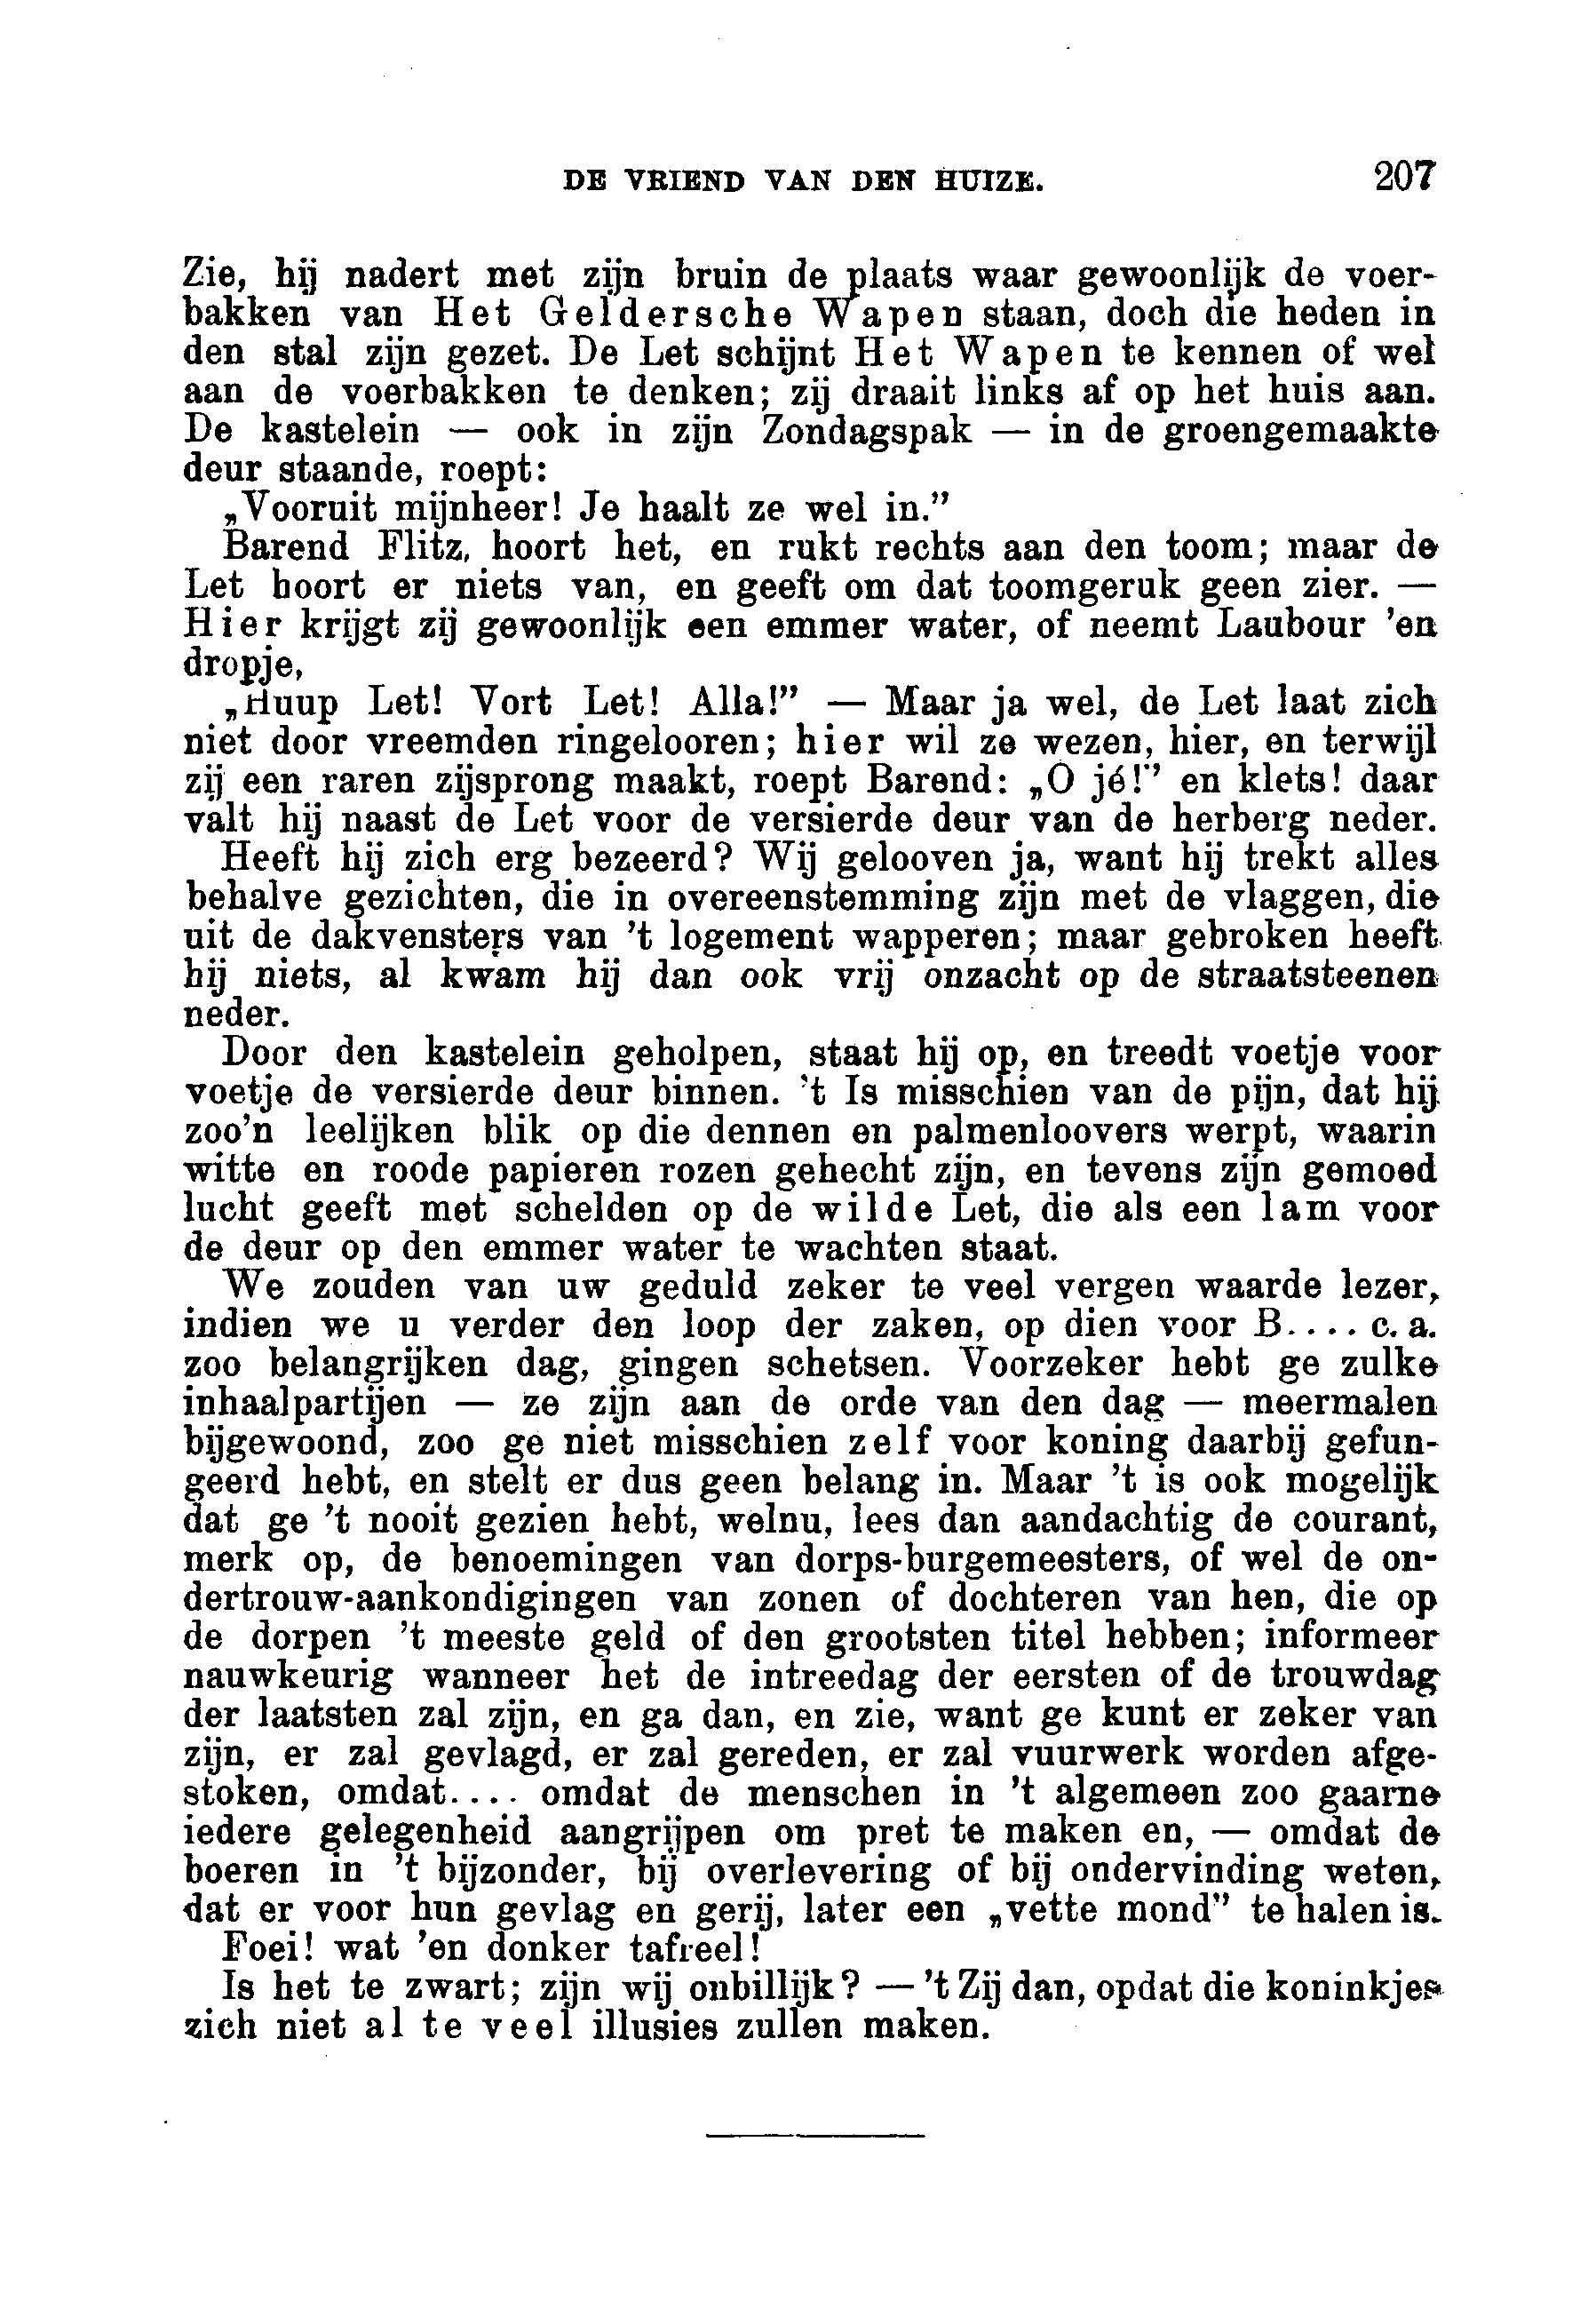 DE VRIEND VAN DEN HUIZE. 207
Zie, hij nadert met zijn bruin de plaats waar gewoonlijk de voer-
bakken van Het Geldersche Wapen staan, doch die heden in
den stal zijn gezet. De Let schijnt Het Wapen te kennen of wel
aan de voerbakken te denken; zij draait links af op het huis aan.
De kastelein — ook in zijn Zondagspak — in de groengemaakte
deur staande, roept:
„Vooruit mijnheer! Je haalt ze wel in.”
Barend Flitz, hoort het, en rukt rechts aan den toom; maar de
Let hoort er niets van, en geeft om dat toomgeruk geen zier. —
Hier krijgt zij gewoonlijk een emmer water, of neemt Laubour 'en
dropje,
„Huup Let! Vort Let! Alla!” — Maar ja wel, de Let laat zich
niet door vreemden ringelooren; hier wil ze wezen, hier, en terwijl
zij een raren zijsprong maakt, roept Barend: „O jé!” en klets! daar
valt hij naast de Let voor de versierde deur van de herberg neder.
Heeft hij zich erg bezeerd? Wij gelooven ja, want hij trekt alles
behalve gezichten, die in overeenstemming zijn met de vlaggen, die
uit de dakvensters van 't logement wapperen; maar gebroken heeft
hij niets, al kwam hij dan ook vrij onzacht op de straatsteenen
neder.
Door den kastelein geholpen, staat hij op, en treedt voetje voor
voetje de versierde deur binnen. 't Is misschien van de pijn, dat hij
zoo'n leelijken blik op die dennen en palmenloovers werpt, waarin
witte en roode papieren rozen gehecht zijn, en tevens zijn gemoed
lucht geeft met schelden op de wilde Let, die als een lam voor
de deur op den emmer water te wachten staat.
We zouden van uw geduld zeker te veel vergen waarde lezer,
indien we u verder den loop der zaken, op dien voor B.... c. a.
zoo belangrijken dag, gingen schetsen. Voorzeker hebt ge zulke
inhaalpartijen — ze zijn aan de orde van den dag — meermalen
bijgewoond, zoo ge niet misschien zelf voor koning daarbij gefun-
geerd hebt, en stelt er dus geen belang in. Maar 't is ook mogelijk
dat ge 't nooit gezien hebt, welnu, lees dan aandachtig de courant,
merk op, de benoemingen van dorps-burgemeesters, of wel de on-
dertrouw-aankondigingen van zonen of dochteren van hen, die op
de dorpen 't meeste geld of den grootsten titel hebben; informeer
nauwkeurig wanneer het de intreedag der eersten of de trouwdag
der laatsten zal zijn, en ga dan, en zie, want ge kunt er zeker van
zijn, er zal gevlagd, er zal gereden, er zal vuurwerk worden afge-
stoken, omdat.... omdat de menschen in 't algemeen zoo gaarne
iedere gelegenheid aangrijpen om pret te maken en, — omdat de
boeren in 't bijzonder, bij overlevering of bij ondervinding weten,
dat er voor hun gevlag en gerij, later een „vette mond” te halen is.
Foei! wat 'en donker tafreel!
Is het te zwart; zijn wij onbillijk? — 't Zij dan, opdat die koninkjes
zich niet al te veel illusies zullen maken.